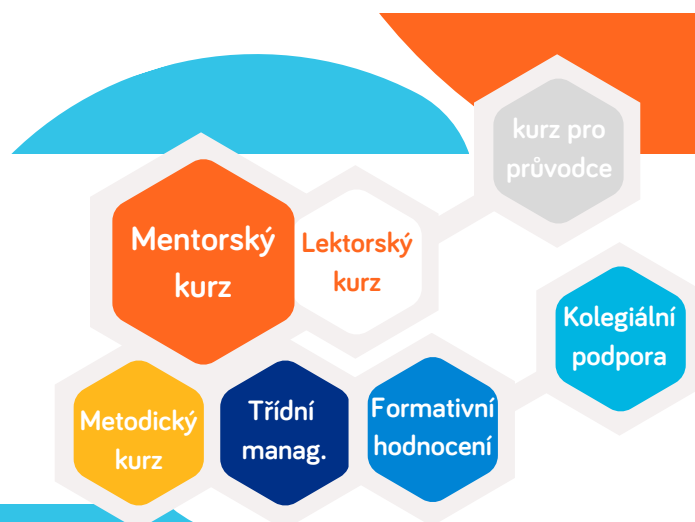 kurz pro
průvodce
Mentorský
kurz
Lektorský
kurz
Kolegiální
podpora
Metodický
kurz
Třídní
manag.
Formativní
hodnocení